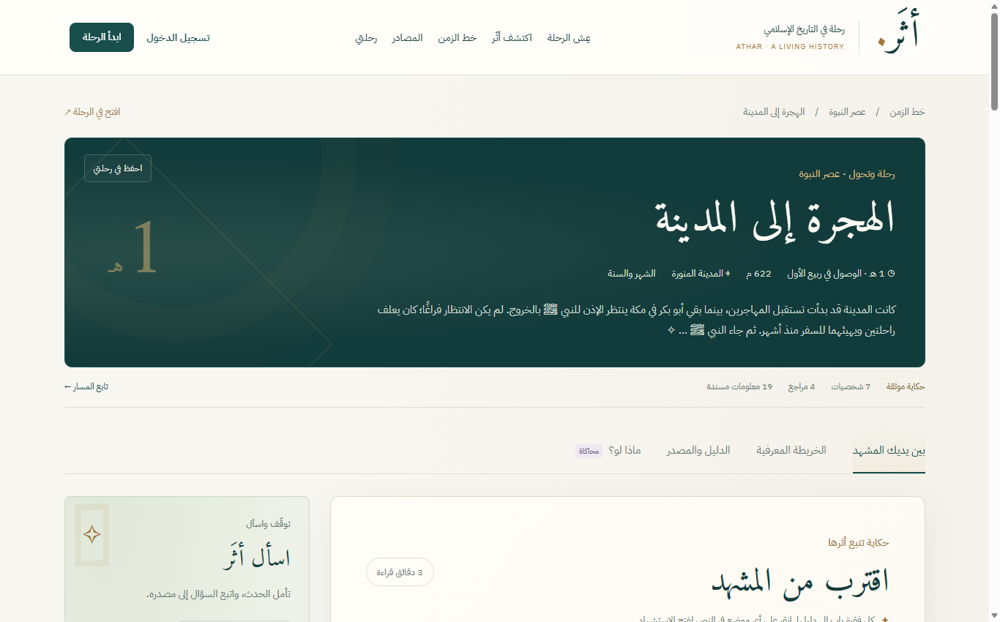 أثَر
رحلة في التاريخ الإسلامي
ATHAR · A LIVING HISTORY
عِش الرحلة
اكتشف أثَر
خط الزمن
المصادر
رحلتي
تسجيل الدخول
ابدأ الرحلة
خط الزمن / عصر النبوة / الهجرة إلى المدينة
افتح في الرحلة ↗
احفظ في رحلتي
رحلة وتحول · عصر النبوة
الهجرة إلى المدينة
1 هـ
◷ 1 هـ · الوصول في ربيع الأول
622 م
⌖ المدينة المنورة
الشهر والسنة
كانت المدينة قد بدأت تستقبل المهاجرين، بينما بقي أبو بكر في مكة ينتظر الإذن للنبي ﷺ بالخروج. لم يكن الانتظار فراغًا؛ كان يعلف
راحلتين ويهيئهما للسفر منذ أشهر. ثم جاء النبي ﷺ ... ✧
حكاية موثقة
7 شخصيات
4 مراجع
19 معلومات مسندة
تابع المسار ←
بين يديك المشهد
الخريطة المعرفية
الدليل والمصدر
ماذا لو؟ محاكاة
حكاية تتبع أثرها
اقترب من المشهد
3 دقائق قراءة
توقّف واسأل
اسأل أثَر
تأمل الحدث، واتبع السؤال إلى مصدره.